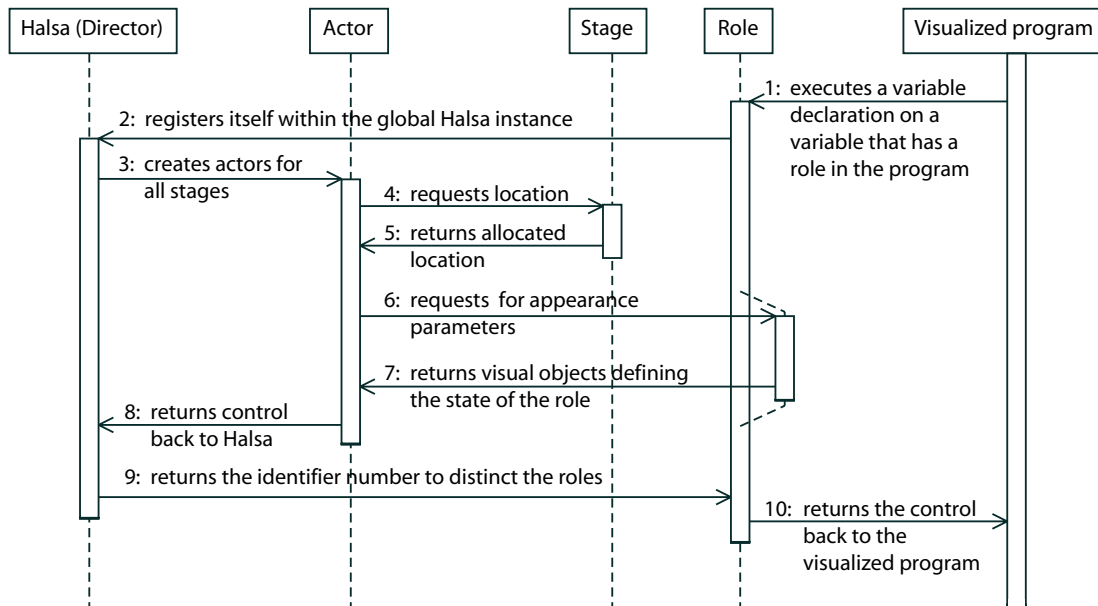 Halsa (Director)
Actor
Stage
Role
Visualized program
1: executes a variable
declaration on a
variable that has a
role in the program
2: registers itself within the global Halsa instance
3: creates actors for
all stages
4: requests location
5: returns allocated
location
6: requests for appearance
parameters
7: returns visual objects defining
the state of the role
8: returns control
back to Halsa
9: returns the identifier number to distinct the roles
10: returns the control
back to the
visualized program